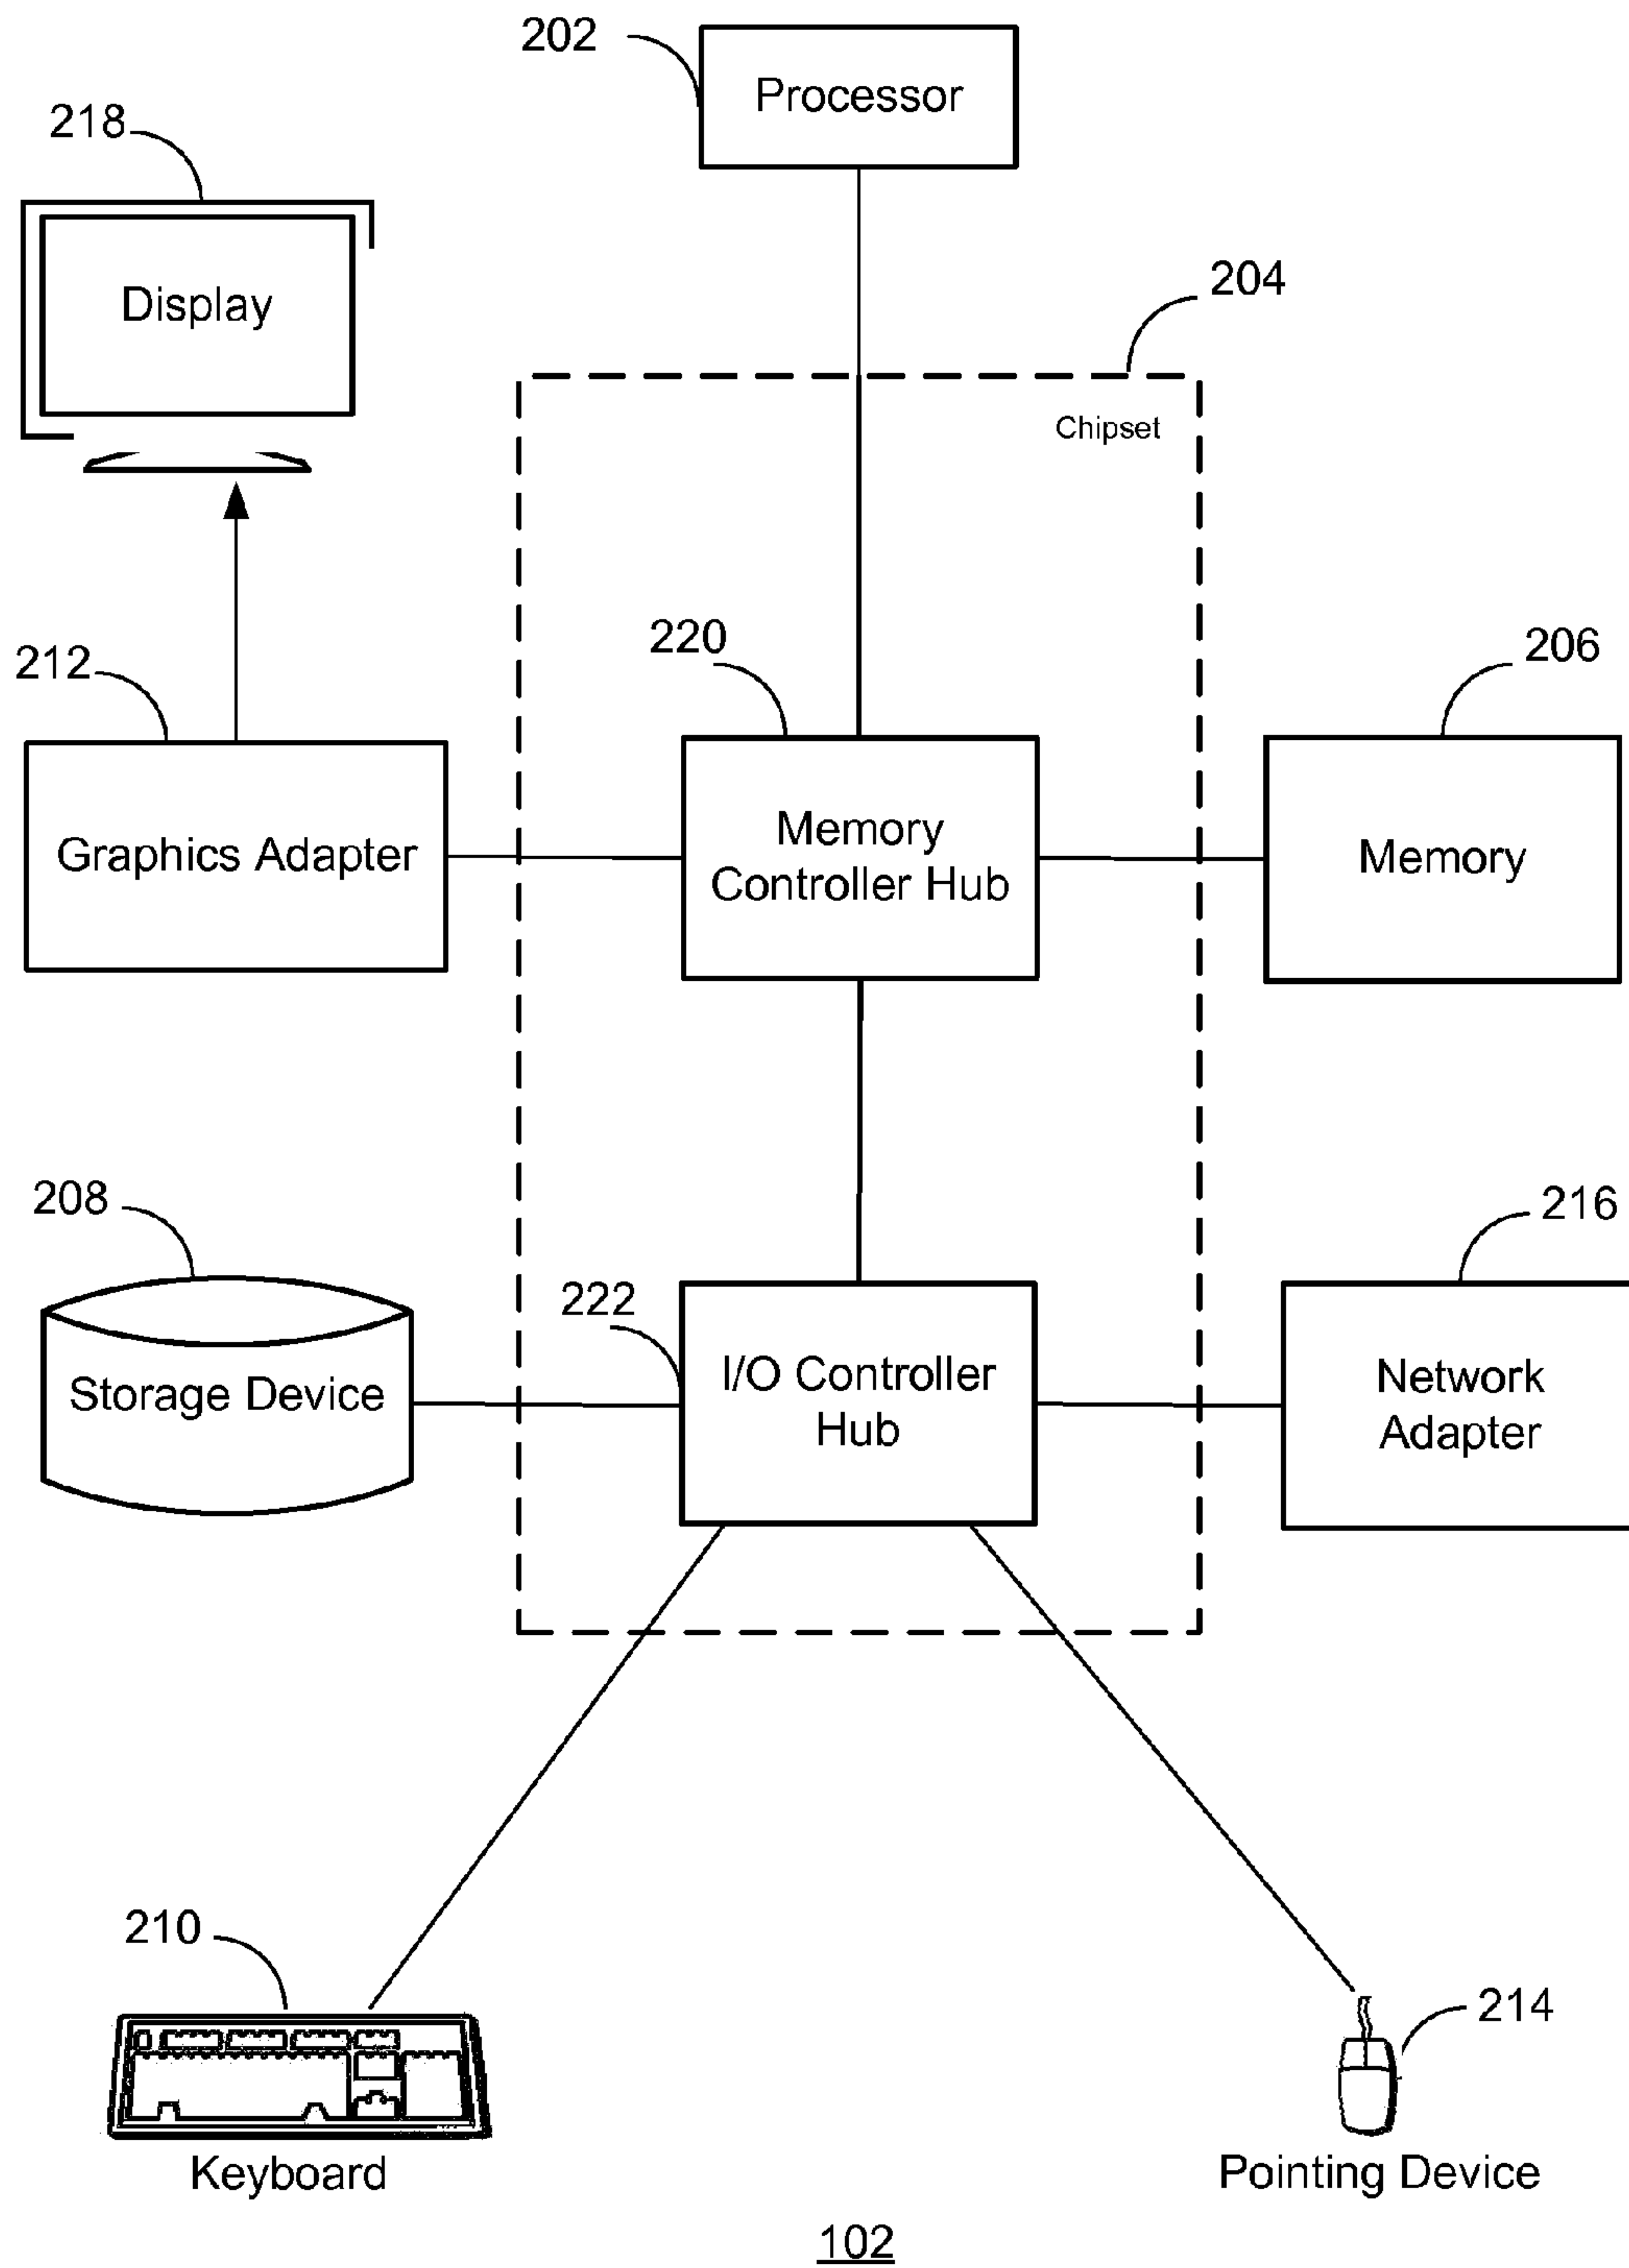 202
Processor
218
Display
204
Chipset
212
220
206
Graphics Adapter
Memory
Controller Hub
Memory
208
222
216
Storage Device
I/O Controller
Hub
Network
Adapter
210
214
Keyboard
Pointing Device
102